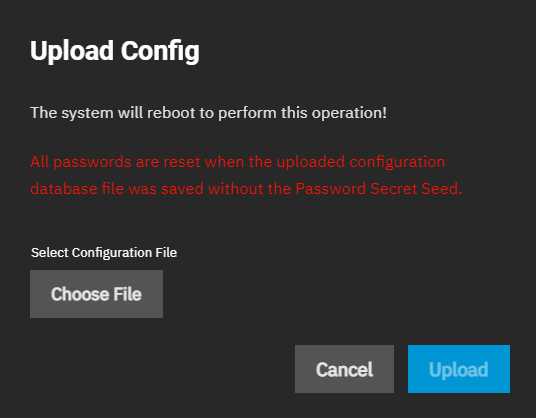 Upload Config
The system will reboot to perform this operation!
All passwords are reset when the uploaded configuration
database file was saved without the Password Secret Seed.
Select Configuration File
Choose File
Cancel
Upload